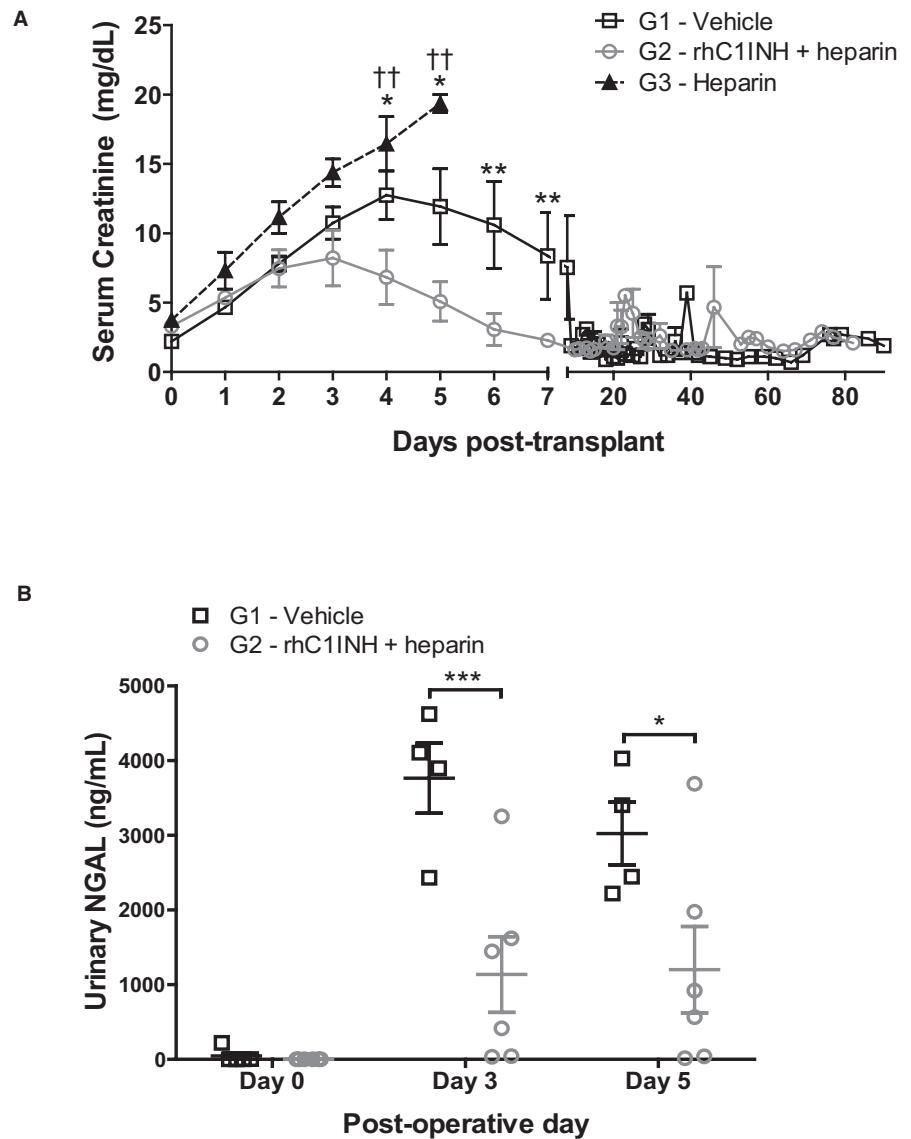 A
Serum Creatinine (mg/dL)
25
20
15
10
5
0
G1 - Vehicle
G2 - rhC1INH + heparin
G3 - Heparin
††
*
††
*
**
**
0 1 2 3 4 5 6 7 20 40 60 80
Days post-transplant
B
G1 - Vehicle
G2 - rhC1INH + heparin
Urinary NGAL (ng/mL)
5000
4000
3000
2000
1000
0
***
*
Day 0 Day 3 Day 5
Post-operative day